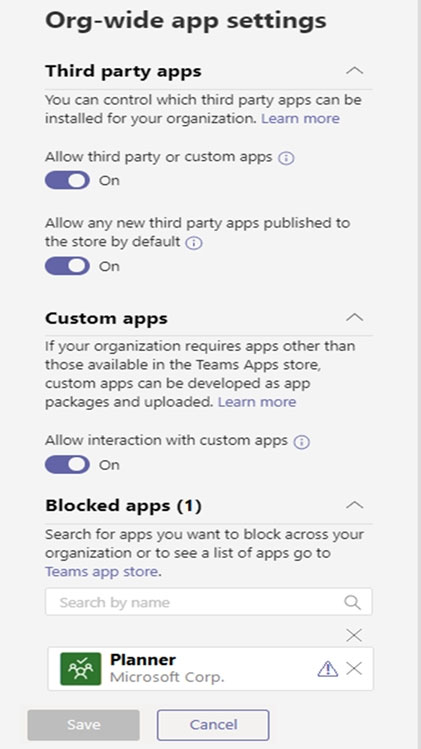 Org-wide app settings
Third party apps
You can control which third party apps can be
installed for your organization. Learn more
Allow third party or custom apps
On
Allow any new third party apps published to
the store by default
On
Custom apps
If your organization requires apps other than
those available in the Teams Apps store,
custom apps can be developed as app
packages and uploaded. Learn more
Allow interaction with custom apps
On
Blocked apps (1)
Search for apps you want to block across your
organization or to see a list of apps go to
Teams app store.
Search by name
Planner
Microsoft Corp.
Save Cancel